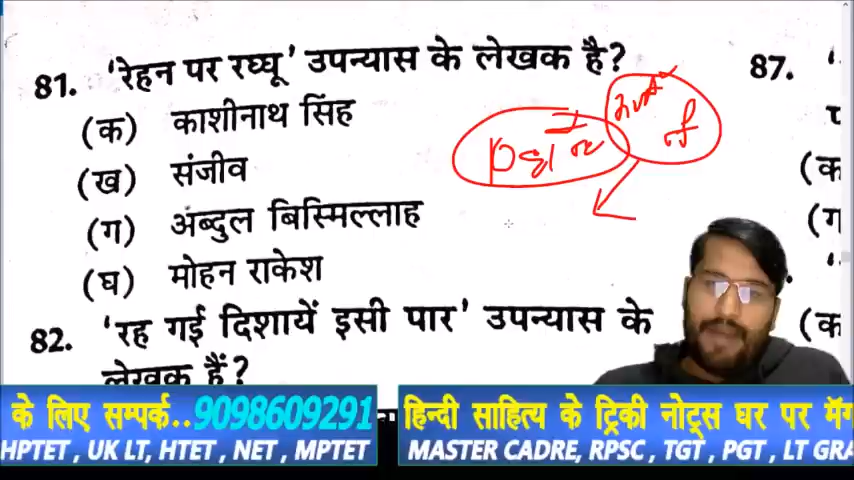 81. 'रेहन पर रघ्घू' उपन्यास के लेखक है?
(क) काशीनाथ सिंह
(ख) संजीव
(ग) अब्दुल बिस्मिल्लाह
(घ) मोहन राकेश
82. 'रह गई दिशायें इसी पार' उपन्यास के
लेखक हैं?
87.
(क
(ग
(क
के लिए सम्पर्क..9098609291
हिन्दी साहित्य के ट्रिकी नोट्स घर पर मॅग
HPTET , UK LT, HTET , NET , MPTET
MASTER CADRE, RPSC , TGT , PGT , LT GRA